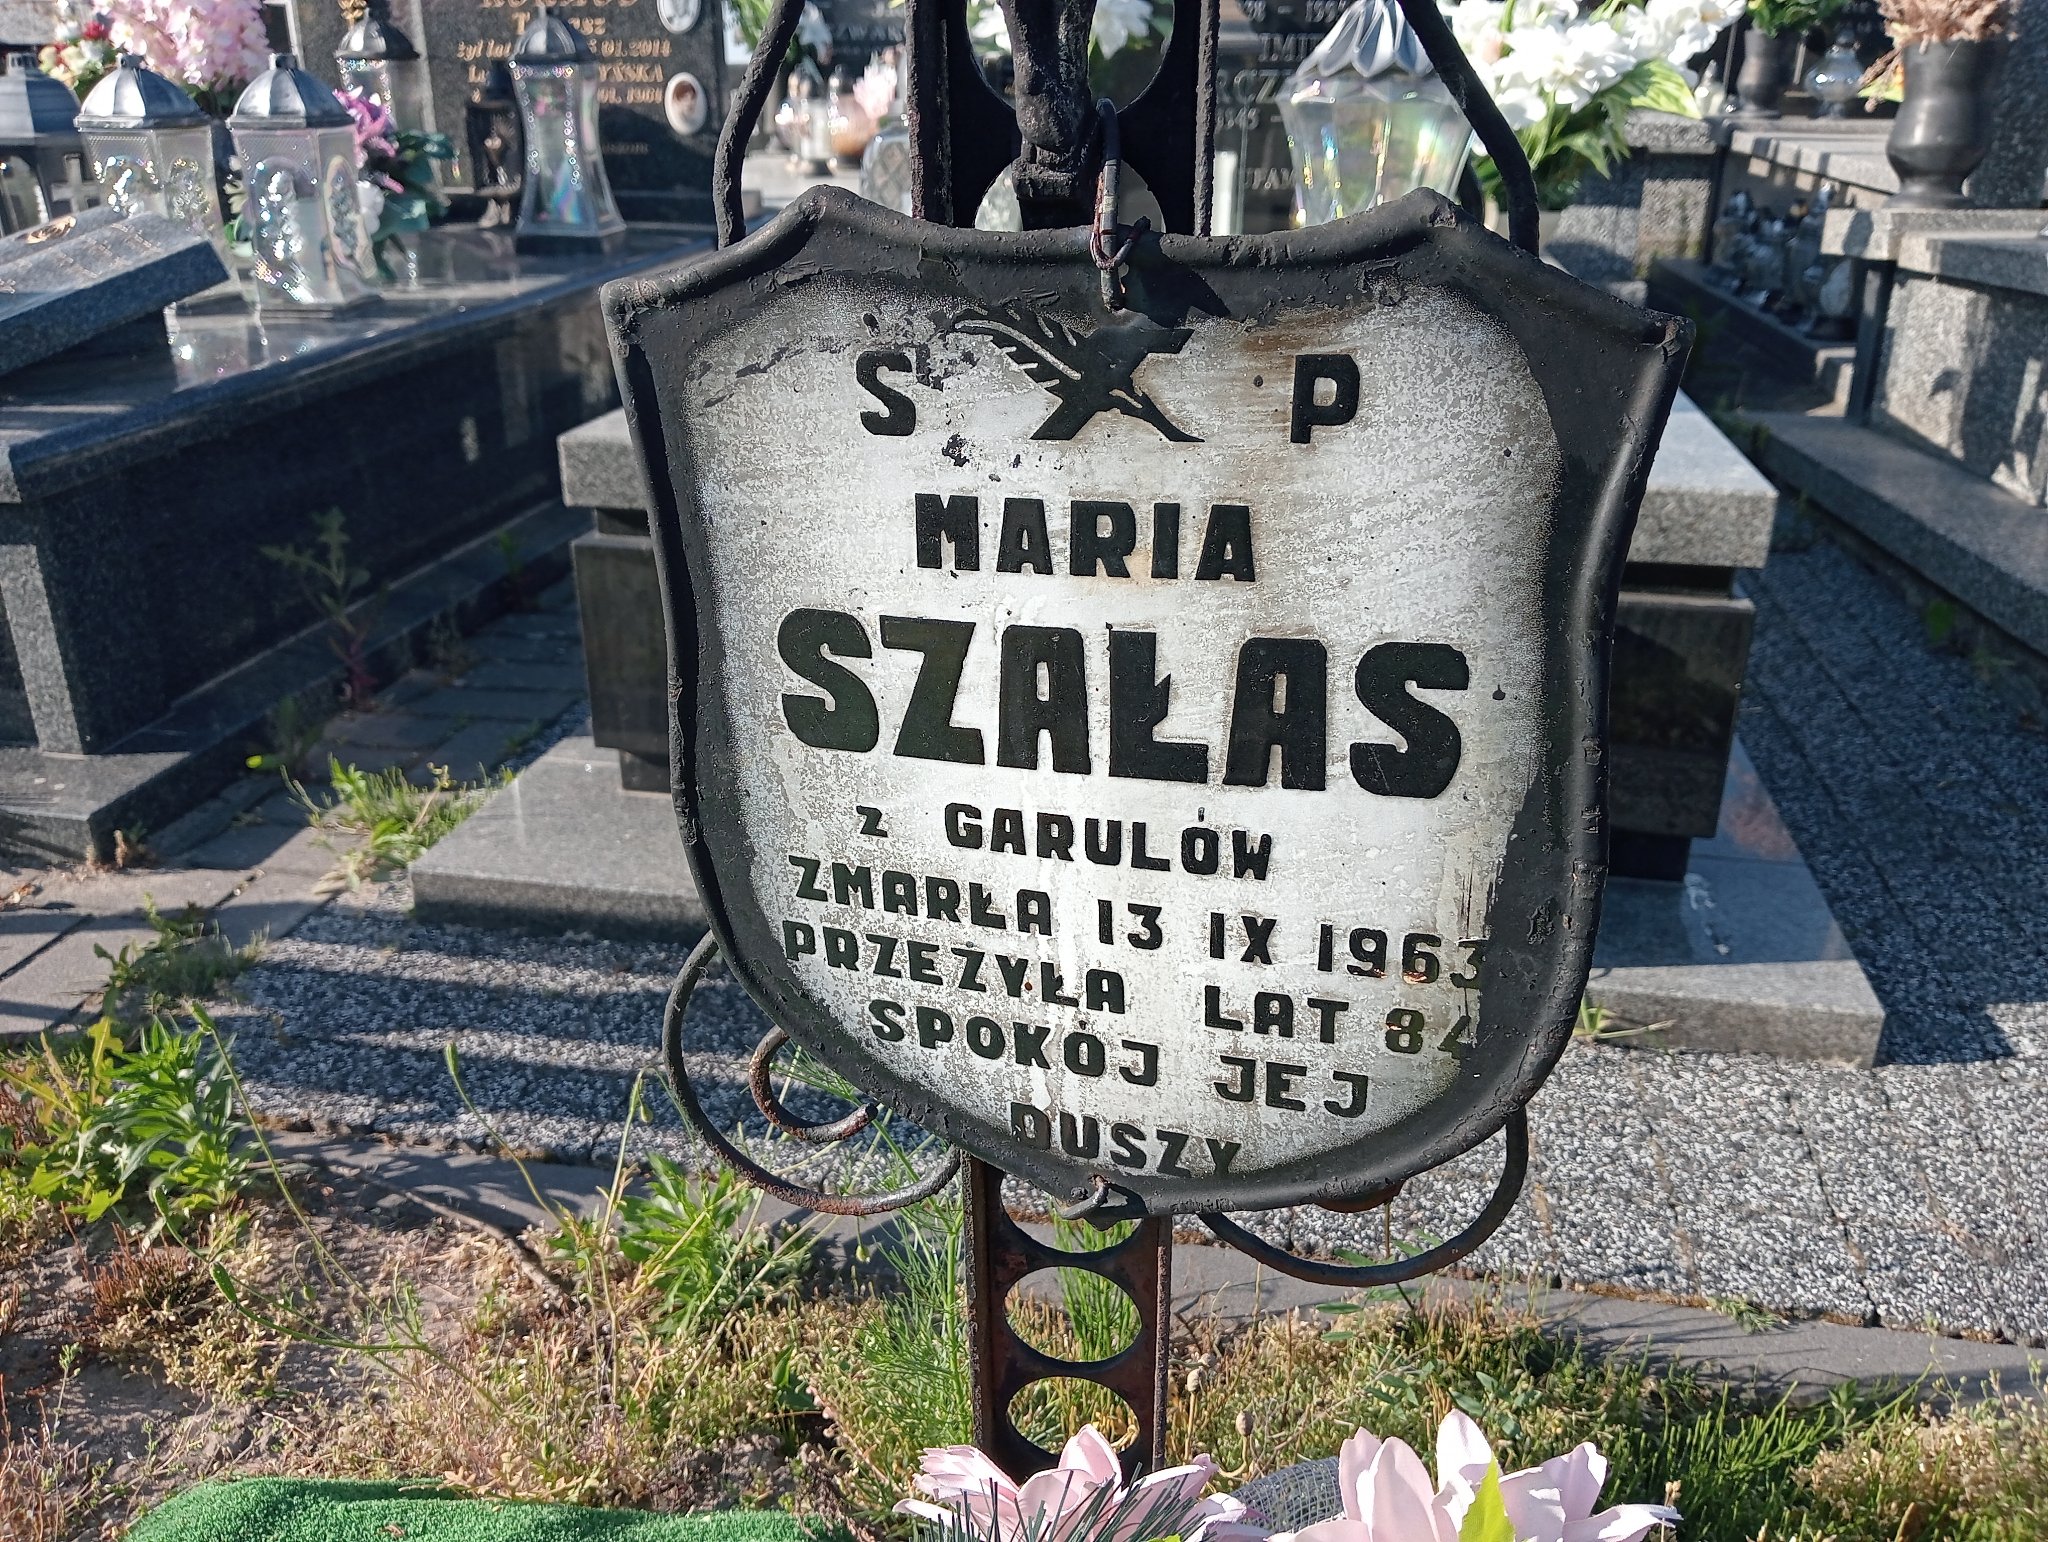 Ś P
MARIA
SZAŁAS
z GARULÓW
ZMARŁA 13 IX 1963
PRZEŻYŁA LAT 84
SPOKÓJ JEJ
DUSZY